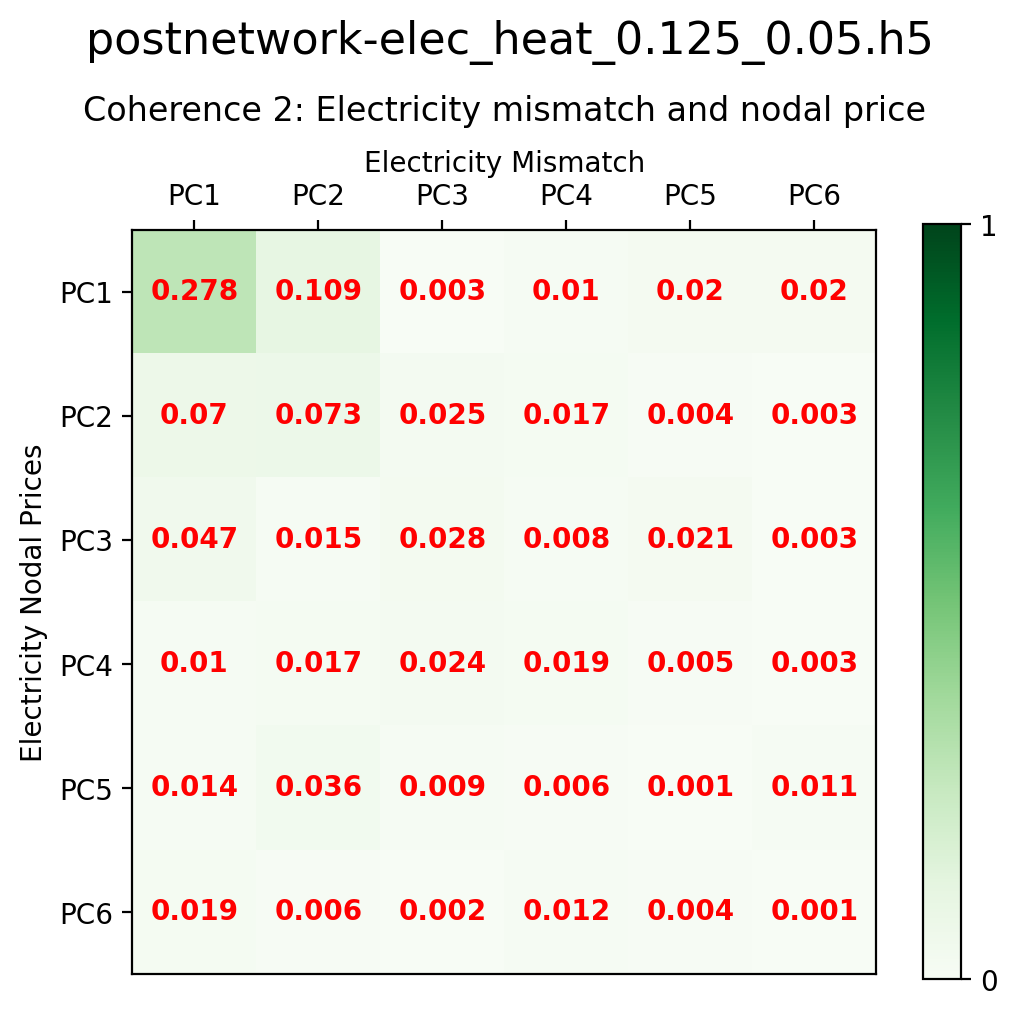 postnetwork-elec_heat_0.125_0.05.h5
Coherence 2: Electricity mismatch and nodal price
Electricity Mismatch
PC1 PC2 PC3 PC4 PC5 PC6
1
PC1 0.278 0.109 0.003 0.01 0.02 0.02
PC2 0.07 0.073 0.025 0.017 0.004 0.003
PC3 0.047 0.015 0.028 0.008 0.021 0.003
Electricity Nodal Prices
PC4 0.01 0.017 0.024 0.019 0.005 0.003
PC5 0.014 0.036 0.009 0.006 0.001 0.011
PC6 0.019 0.006 0.002 0.012 0.004 0.001
0